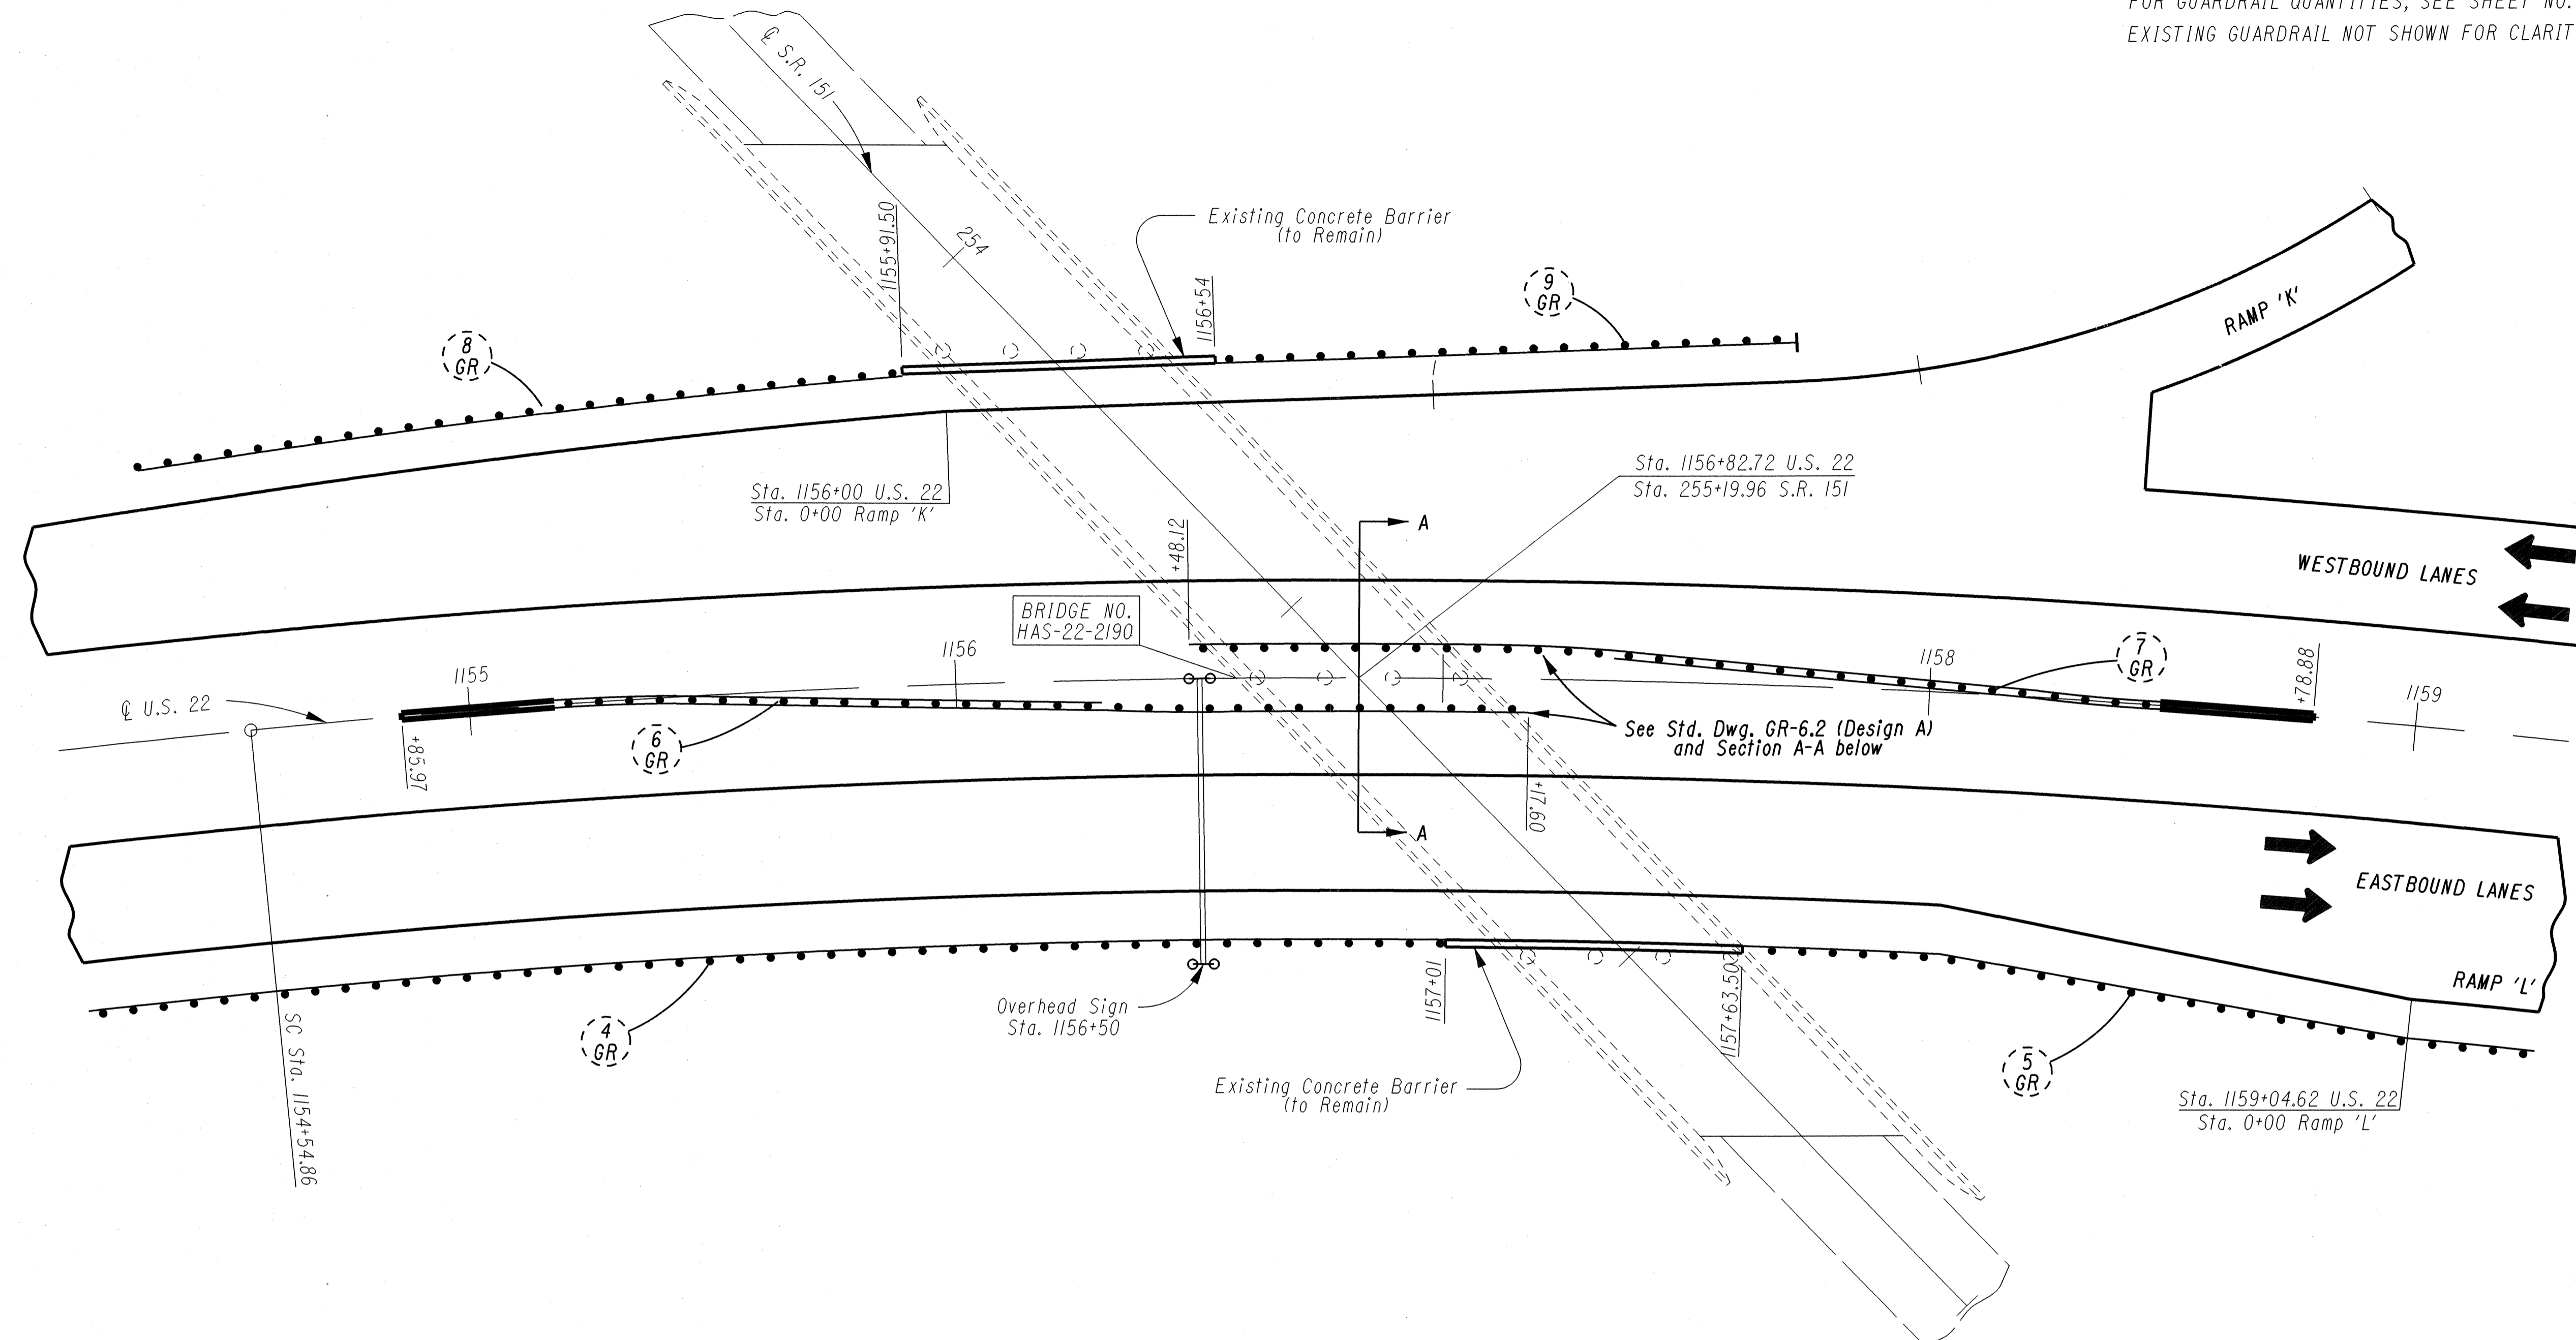 FOR GUARDRAIL QUANTITIES, SEE SHEET NO.
EXISTING GUARDRAIL NOT SHOWN FOR CLARIT
℄ S.R. 151
254
1155+91.50
Existing Concrete Barrier
(to Remain)
1156+54
9
GR
8
GR
RAMP 'K'
Sta. 1156+00 U.S. 22
Sta. 0+00 Ramp 'K'
Sta. 1156+82.72 U.S. 22
Sta. 255+19.96 S.R. 151
+48.12
A
WESTBOUND LANES
BRIDGE NO.
HAS-22-2190
1155
1156
1158
7
GR
+78.88
1159
℄ U.S. 22
+85.97
6
GR
See Std. Dwg. GR-6.2 (Design A)
and Section A-A below
+17.60
A
EASTBOUND LANES
RAMP 'L'
SC Sta. 1154+54.86
4
GR
Overhead Sign
Sta. 1156+50
1157+01
1157+63.50
Existing Concrete Barrier
(to Remain)
5
GR
Sta. 1159+04.62 U.S. 22
Sta. 0+00 Ramp 'L'